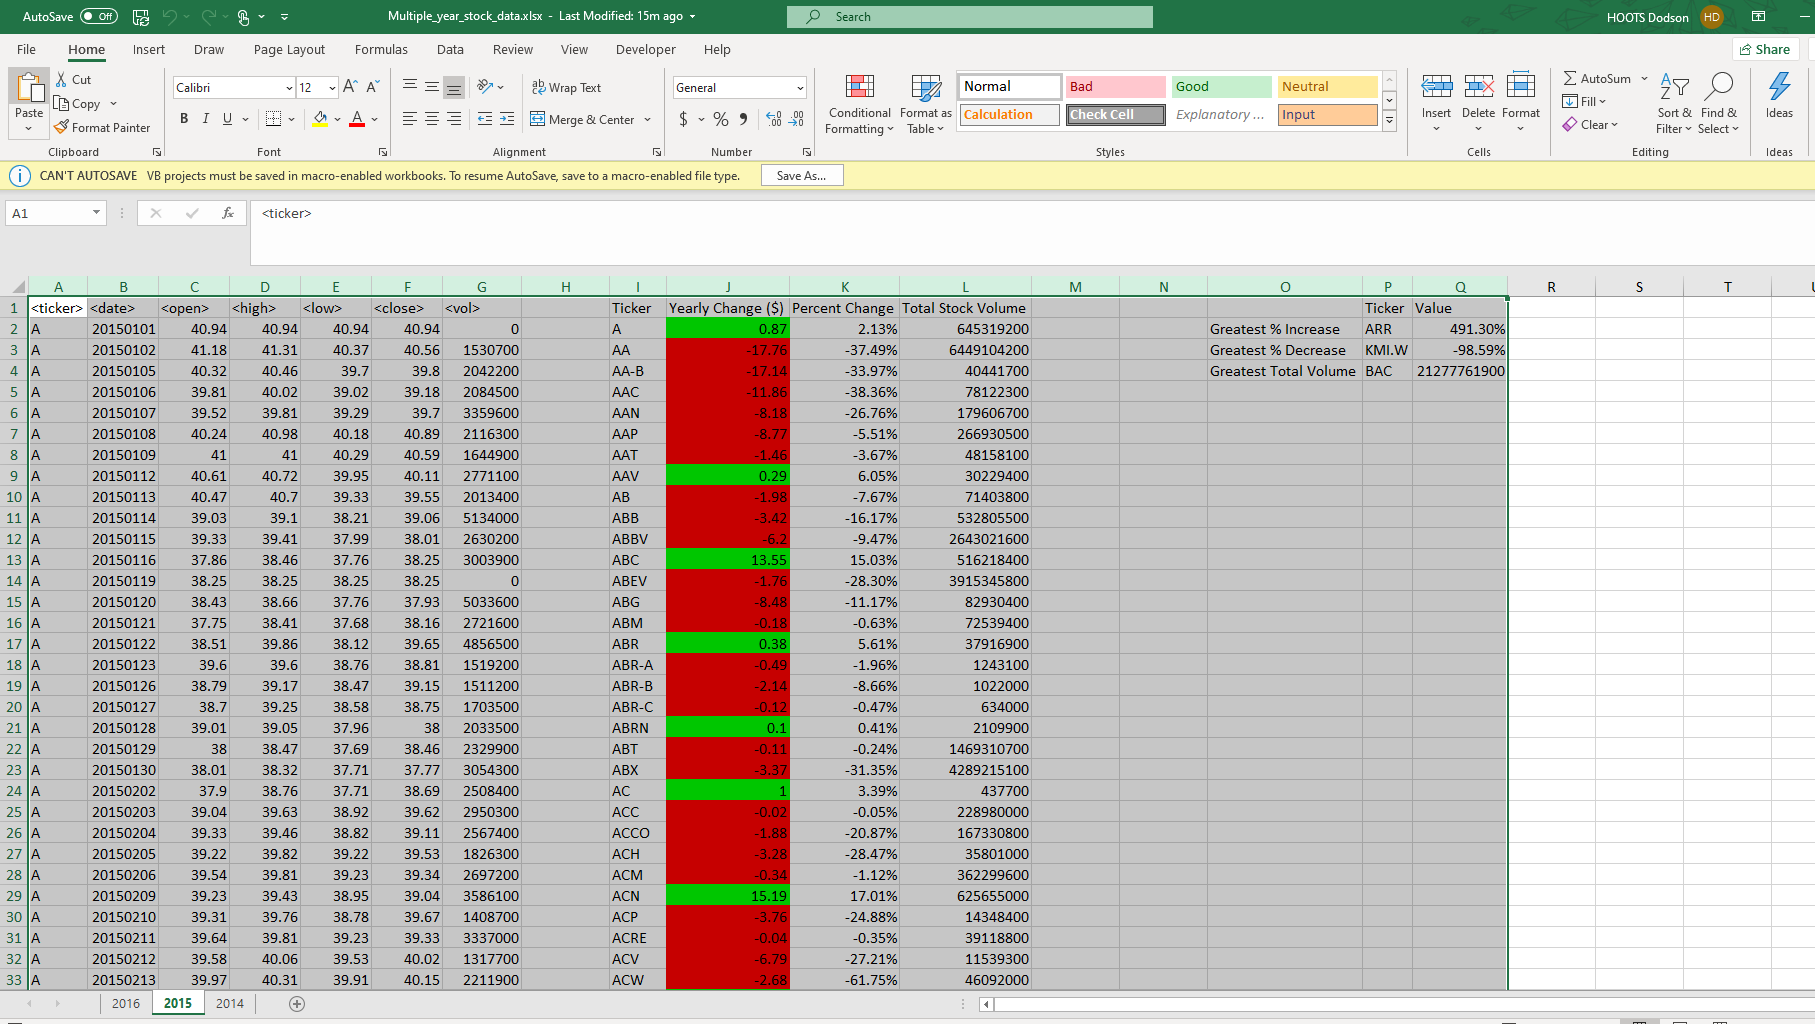 AutoSave Off Multiple_year_stock_data.xlsx - Last Modified: 15m ago Search HOOTS Dodson HD
File Home Insert Draw Page Layout Formulas Data Review View Developer Help Share
Paste Cut Copy Format Painter Clipboard
Calibri 12 A A B I U A Font
ab Wrap Text Merge & Center Alignment
General $ % Number
Conditional Formatting Format as Table Normal Bad Good Neutral Calculation Check Cell Explanatory ... Input Styles
Insert Delete Format Cells
AutoSum Fill Clear Sort & Filter Find & Select Editing
Ideas Ideas
CAN'T AUTOSAVE VB projects must be saved in macro-enabled workbooks. To resume AutoSave, save to a macro-enabled file type. Save As...
A1 fx <ticker>
A B C D E F G H I J K L M N O P Q R S T
1 <ticker> <date> <open> <high> <low> <close> <vol> Ticker Yearly Change ($) Percent Change Total Stock Volume Ticker Value
2 A 20150101 40.94 40.94 40.94 40.94 0 A 0.87 2.13% 645319200 Greatest % Increase ARR 491.30%
3 A 20150102 41.18 41.31 40.37 40.56 1530700 AA -17.76 -37.49% 6449104200 Greatest % Decrease KMI.W -98.59%
4 A 20150105 40.32 40.46 39.7 39.8 2042200 AA-B -17.14 -33.97% 40441700 Greatest Total Volume BAC 21277761900
5 A 20150106 39.81 40.02 39.02 39.18 2084500 AAC -11.86 -38.36% 78122300
6 A 20150107 39.52 39.81 39.29 39.7 3359600 AAN -8.18 -26.76% 179606700
7 A 20150108 40.24 40.98 40.18 40.89 2116300 AAP -8.77 -5.51% 266930500
8 A 20150109 41 41 40.29 40.59 1644900 AAT -1.46 -3.67% 48158100
9 A 20150112 40.61 40.72 39.95 40.11 2771100 AAV 0.29 6.05% 30229400
10 A 20150113 40.47 40.7 39.33 39.55 2013400 AB -1.98 -7.67% 71403800
11 A 20150114 39.03 39.1 38.21 39.06 5134000 ABB -3.42 -16.17% 532805500
12 A 20150115 39.33 39.41 37.99 38.01 2630200 ABBV -6.2 -9.47% 2643021600
13 A 20150116 37.86 38.46 37.76 38.25 3003900 ABC 13.55 15.03% 516218400
14 A 20150119 38.25 38.25 38.25 38.25 0 ABEV -1.76 -28.30% 3915345800
15 A 20150120 38.43 38.66 37.76 37.93 5033600 ABG -8.48 -11.17% 82930400
16 A 20150121 37.75 38.41 37.68 38.16 2721600 ABM -0.18 -0.63% 72539400
17 A 20150122 38.51 39.86 38.12 39.65 4856500 ABR 0.38 5.61% 37916900
18 A 20150123 39.6 39.6 38.76 38.81 1519200 ABR-A -0.49 -1.96% 1243100
19 A 20150126 38.79 39.17 38.47 39.15 1511200 ABR-B -2.14 -8.66% 1022000
20 A 20150127 38.7 39.25 38.58 38.75 1703500 ABR-C -0.12 -0.47% 634000
21 A 20150128 39.01 39.05 37.96 38 2033500 ABRN 0.1 0.41% 2109900
22 A 20150129 38 38.47 37.69 38.46 2329900 ABT -0.11 -0.24% 1469310700
23 A 20150130 38.01 38.32 37.71 37.77 3054300 ABX -3.37 -31.35% 4289215100
24 A 20150202 37.9 38.76 37.71 38.69 2508400 AC 1 3.39% 437700
25 A 20150203 39.04 39.63 38.92 39.62 2950300 ACC -0.02 -0.05% 228980000
26 A 20150204 39.33 39.46 38.82 39.11 2567400 ACCO -1.88 -20.87% 167330800
27 A 20150205 39.22 39.82 39.22 39.53 1826300 ACH -3.28 -28.47% 35801000
28 A 20150206 39.54 39.81 39.23 39.34 2697200 ACM -0.34 -1.12% 362299600
29 A 20150209 39.23 39.43 38.95 39.04 3586100 ACN 15.19 17.01% 625655000
30 A 20150210 39.31 39.76 38.78 39.67 1408700 ACP -3.76 -24.88% 14348400
31 A 20150211 39.64 39.81 39.23 39.33 3337000 ACRE -0.04 -0.35% 39118800
32 A 20150212 39.58 40.06 39.53 40.02 1317700 ACV -6.79 -27.21% 11539300
33 A 20150213 39.97 40.31 39.91 40.15 2211900 ACW -2.68 -61.75% 46092000
2016 2015 2014